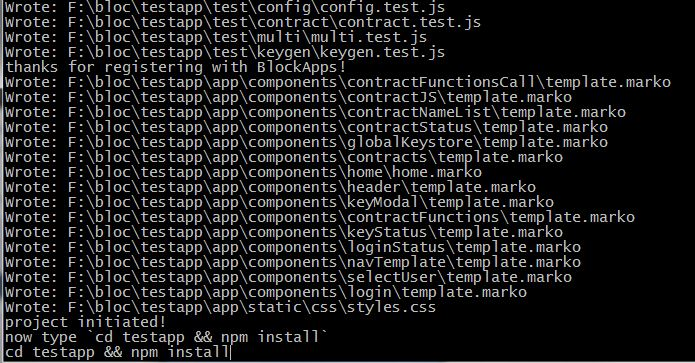 Wrote: F:\bloc\testapp\test\config\config.test.js
Wrote: F:\bloc\testapp\test\contract\contract.test.js
Wrote: F:\bloc\testapp\test\multi\multi.test.js
Wrote: F:\bloc\testapp\test\keygen\keygen.test.js
thanks for registering with BlockApps!
Wrote: F:\bloc\testapp\app\components\contractFunctionsCall\template.marko
Wrote: F:\bloc\testapp\app\components\contractJS\template.marko
Wrote: F:\bloc\testapp\app\components\contractNameList\template.marko
Wrote: F:\bloc\testapp\app\components\contractStatus\template.marko
Wrote: F:\bloc\testapp\app\components\globalKeystore\template.marko
Wrote: F:\bloc\testapp\app\components\contracts\template.marko
Wrote: F:\bloc\testapp\app\components\home\home.marko
Wrote: F:\bloc\testapp\app\components\header\template.marko
Wrote: F:\bloc\testapp\app\components\keyModal\template.marko
Wrote: F:\bloc\testapp\app\components\contractFunctions\template.marko
Wrote: F:\bloc\testapp\app\components\keyStatus\template.marko
Wrote: F:\bloc\testapp\app\components\loginStatus\template.marko
Wrote: F:\bloc\testapp\app\components\navTemplate\template.marko
Wrote: F:\bloc\testapp\app\components\selectUser\template.marko
Wrote: F:\bloc\testapp\app\components\login\template.marko
Wrote: F:\bloc\testapp\app\static\css\styles.css
project initiated!
now type `cd testapp && npm install`
cd testapp && npm install